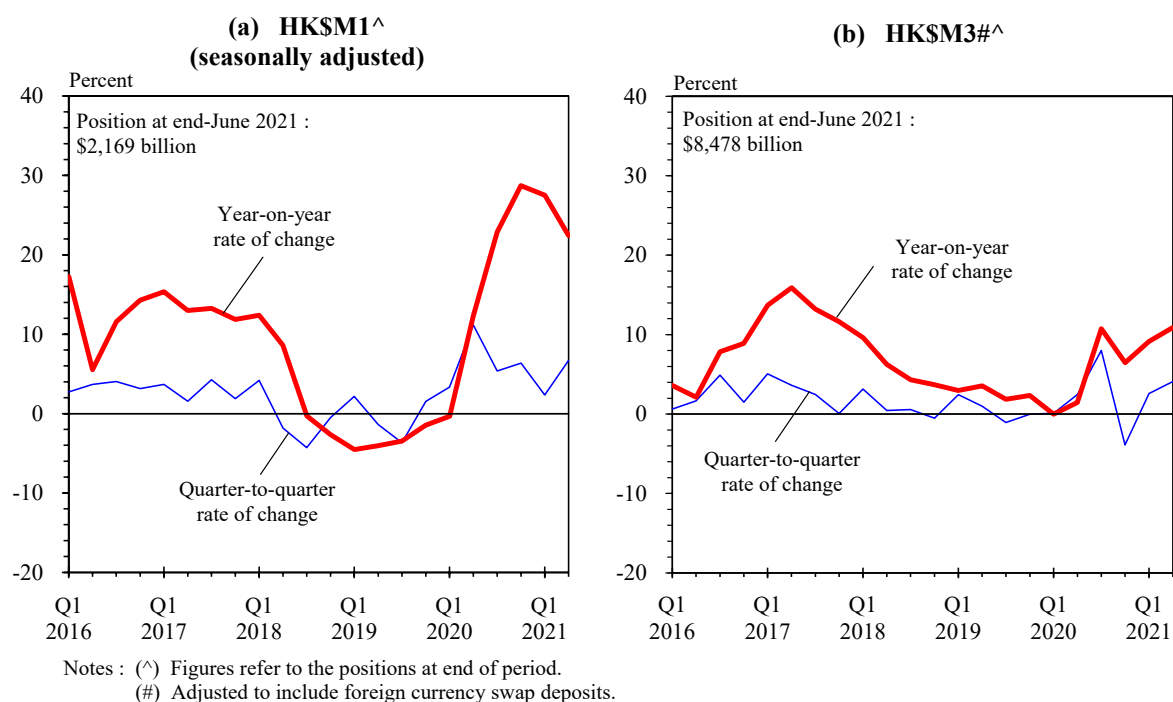 (a) HK$M1^
(seasonally adjusted)
Percent
40
30
20
10
0
-10
-20
Position at end-June 2021 :
$2,169 billion
Year-on-year
rate of change
Quarter-to-quarter
rate of change
Q1 Q1 Q1 Q1 Q1 Q1
2016 2017 2018 2019 2020 2021
(b) HK$M3#^
Percent
40
30
20
10
0
-10
-20
Position at end-June 2021 :
$8,478 billion
Year-on-year
rate of change
Quarter-to-quarter
rate of change
Q1 Q1 Q1 Q1 Q1 Q1
2016 2017 2018 2019 2020 2021
Notes : (^) Figures refer to the positions at end of period.
(#) Adjusted to include foreign currency swap deposits.